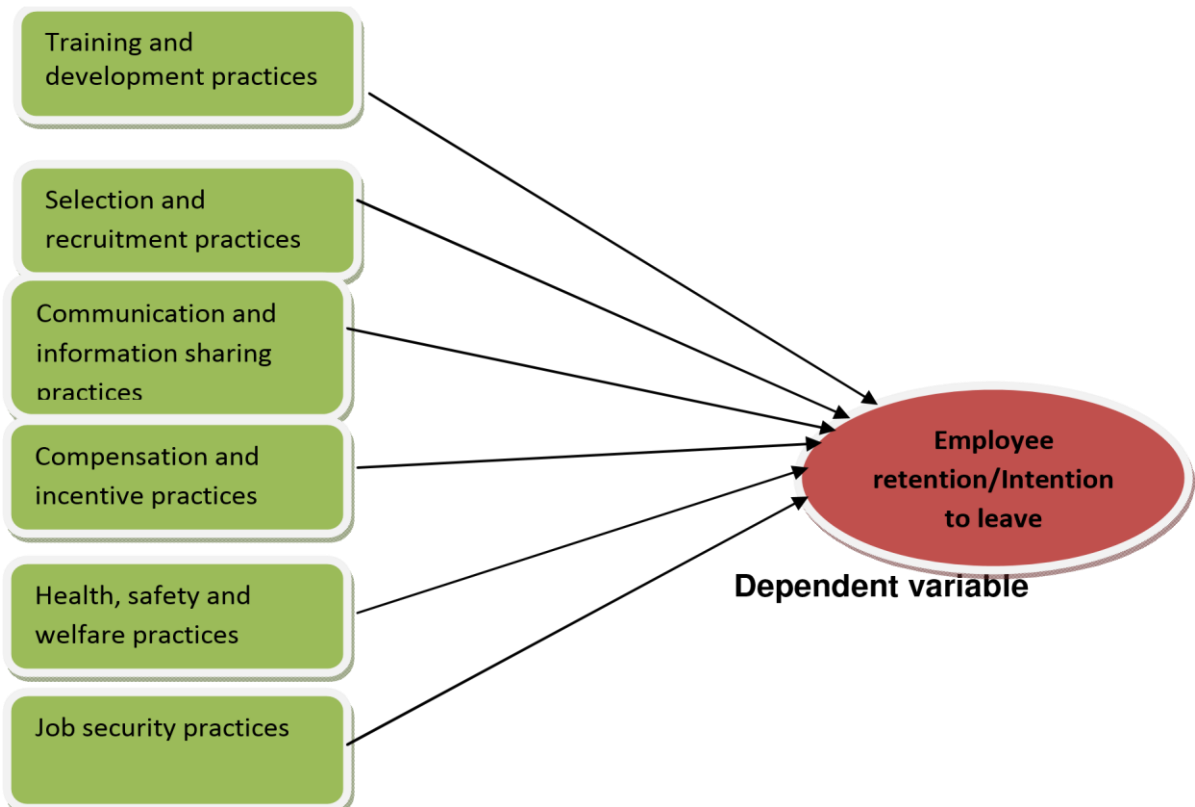 Training and
development practices
Selection and
recruitment practices
Communication and
information sharing
practices
Compensation and
incentive practices
Health, safety and
welfare practices
Job security practices
Employee
retention/Intention
to leave
Dependent variable